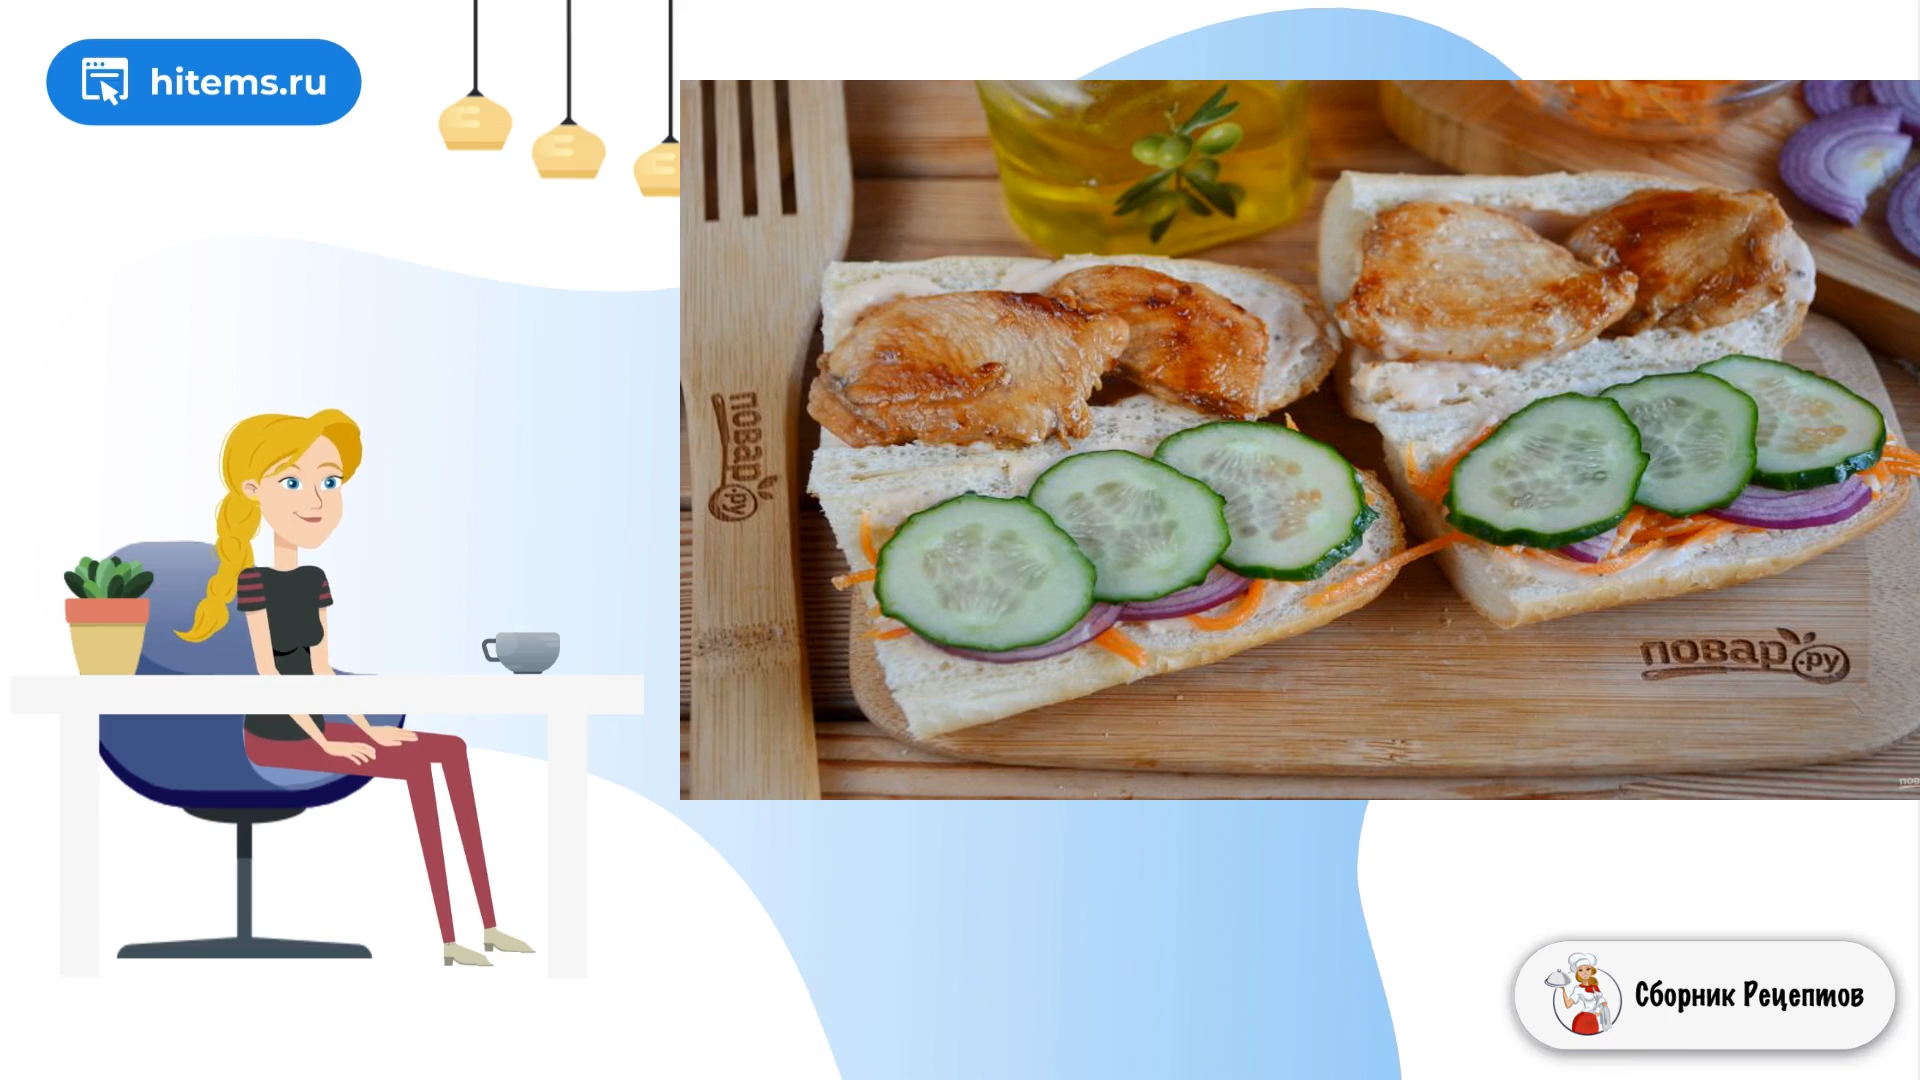 hitems.ru
повар.ру
повар.ру
Сборник Рецептов